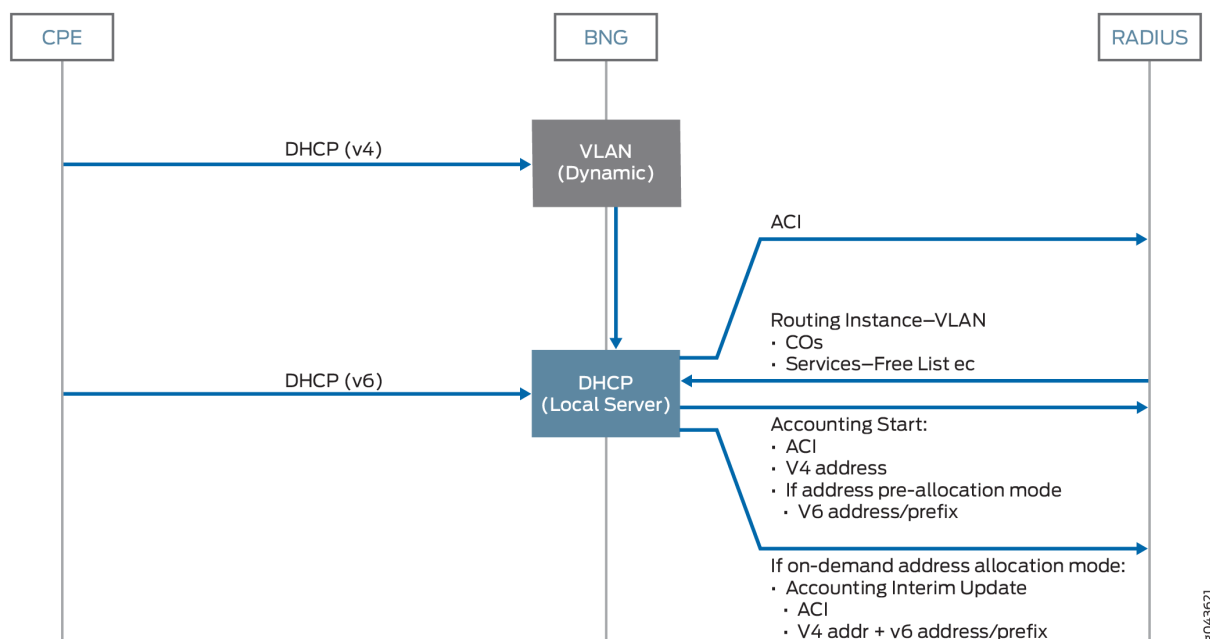 CPE
BNG
RADIUS
DHCP (v4)
VLAN
(Dynamic)
ACI
Routing Instance–VLAN
· COs
· Services–Free List ec
DHCP (v6)
DHCP
(Local Server)
Accounting Start:
· ACI
· V4 address
· If address pre-allocation mode
· V6 address/prefix
If on-demand address allocation mode:
· Accounting Interim Update
· ACI
· V4 addr + v6 address/prefix
g043621